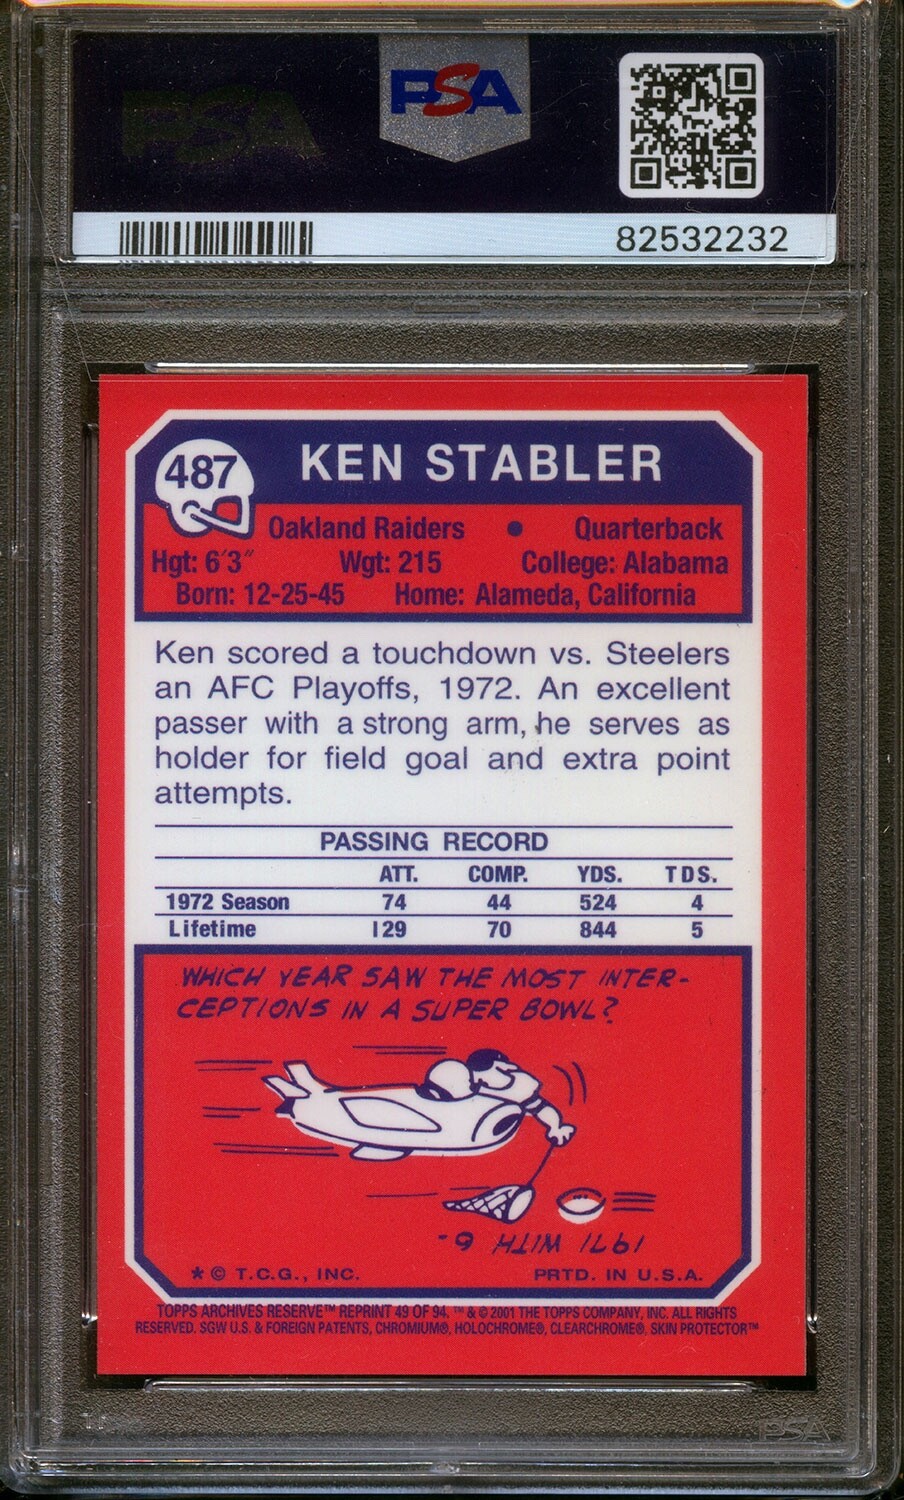 PSA
PSA
82532232
487
KEN STABLER
Oakland Raiders • Quarterback
Hgt: 6'3" Wgt: 215 College: Alabama
Born: 12-25-45 Home: Alameda, California
Ken scored a touchdown vs. Steelers
an AFC Playoffs, 1972. An excellent
passer with a strong arm, he serves as
holder for field goal and extra point
attempts.
PASSING RECORD
ATT. COMP. YDS. TDS.
1972 Season 74 44 524 4
Lifetime 129 70 844 5
WHICH YEAR SAW THE MOST INTER-
CEPTIONS IN A SUPER BOWL?
1971 WITH 6-
* © T.C.G., INC. PRTD. IN U.S.A.
TOPPS ARCHIVES RESERVE™ REPRINT 49 OF 94. ™ & © 2001 THE TOPPS COMPANY, INC. ALL RIGHTS
RESERVED. SGW U.S. & FOREIGN PATENTS, CHROMIUM®, HOLOCHROME®, CLEARCHROME®, SKIN PROTECTOR™
PSA